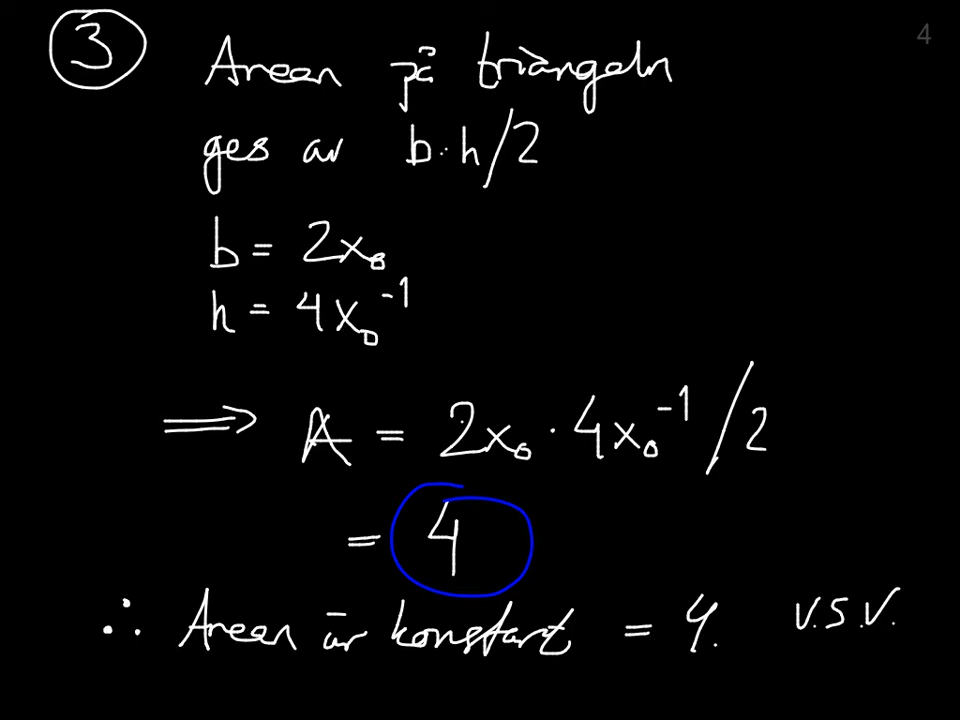 4
③ Arean på triangeln
ges av b·h/2
b = 2x₀
h = 4x₀⁻¹
⟹ A = 2x₀ · 4x₀⁻¹ / 2
= 4
∴ Arean är konstant = 4. V.S.V.